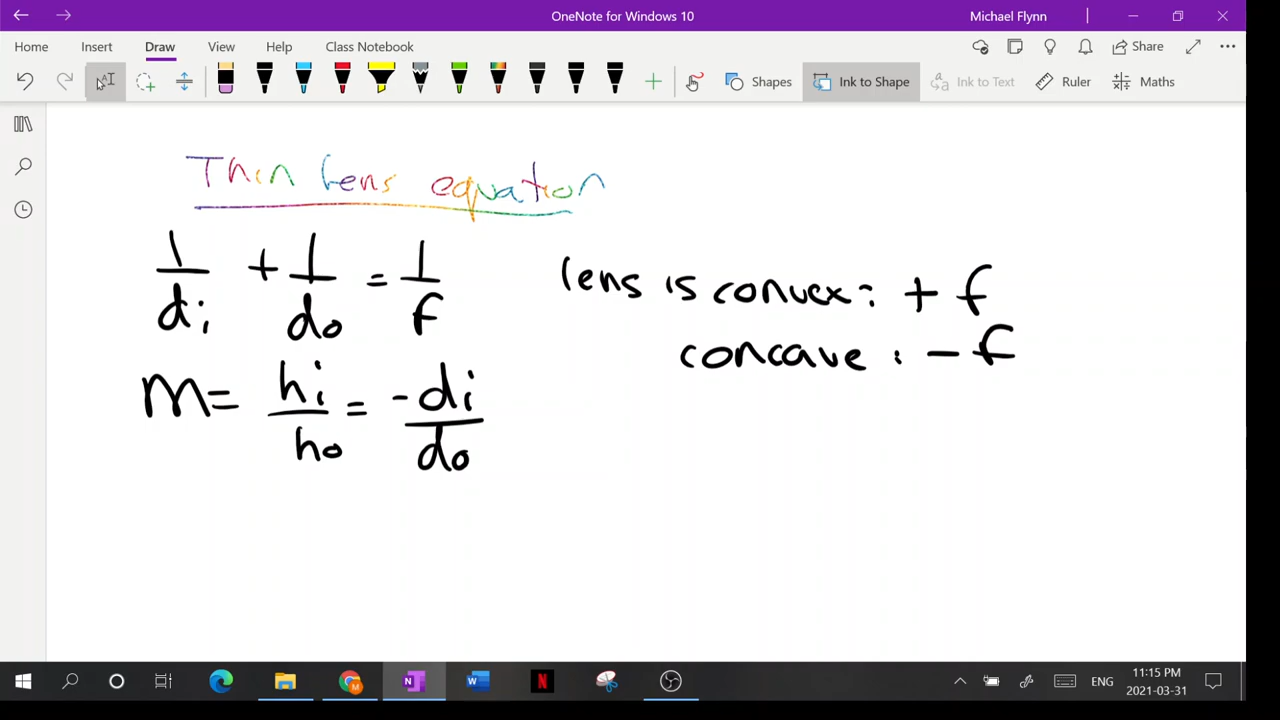 OneNote for Windows 10
Michael Flynn
Home Insert Draw View Help Class Notebook
Share
Shapes Ink to Shape Ink to Text Ruler Maths
Thin Lens equation
1/di + 1/do = 1/f
lens is convex: + f
concave: - f
M = hi/ho = -di/do
ENG
11:15 PM
2021-03-31